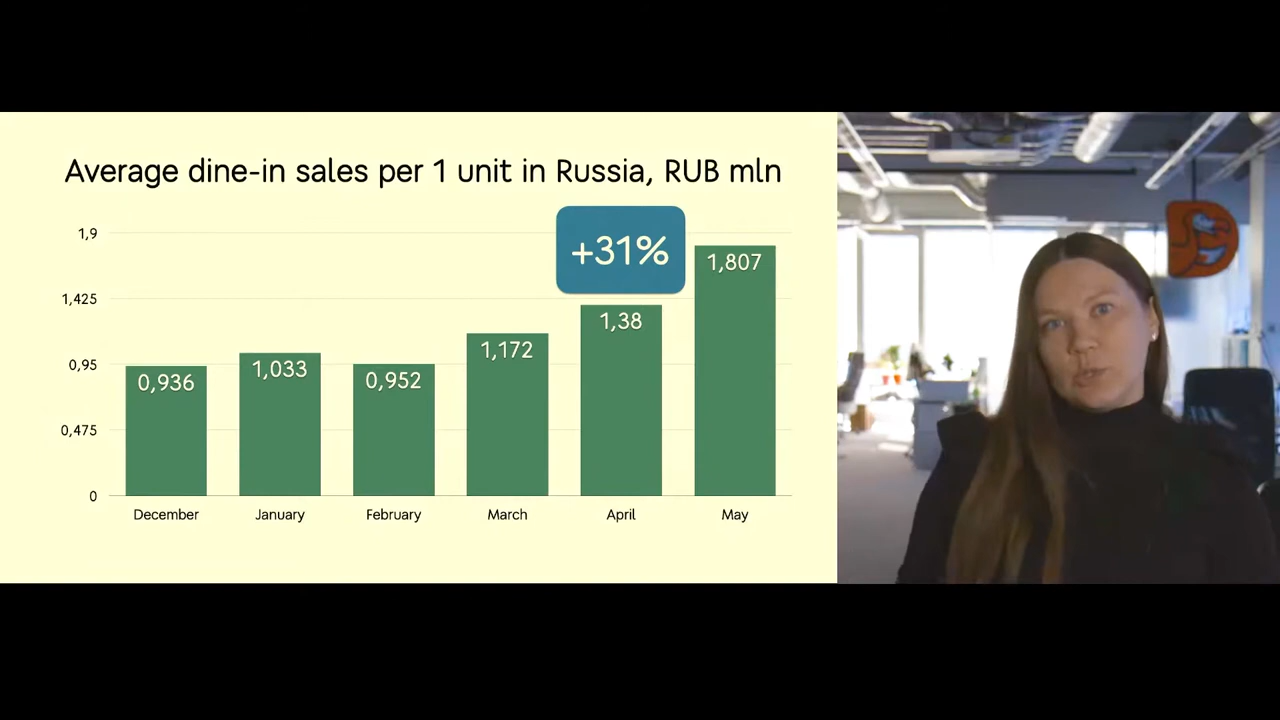 Average dine-in sales per 1 unit in Russia, RUB mln
1,9
1,425
0,95
0,475
0
+31%
0,936
1,033
0,952
1,172
1,38
1,807
December
January
February
March
April
May